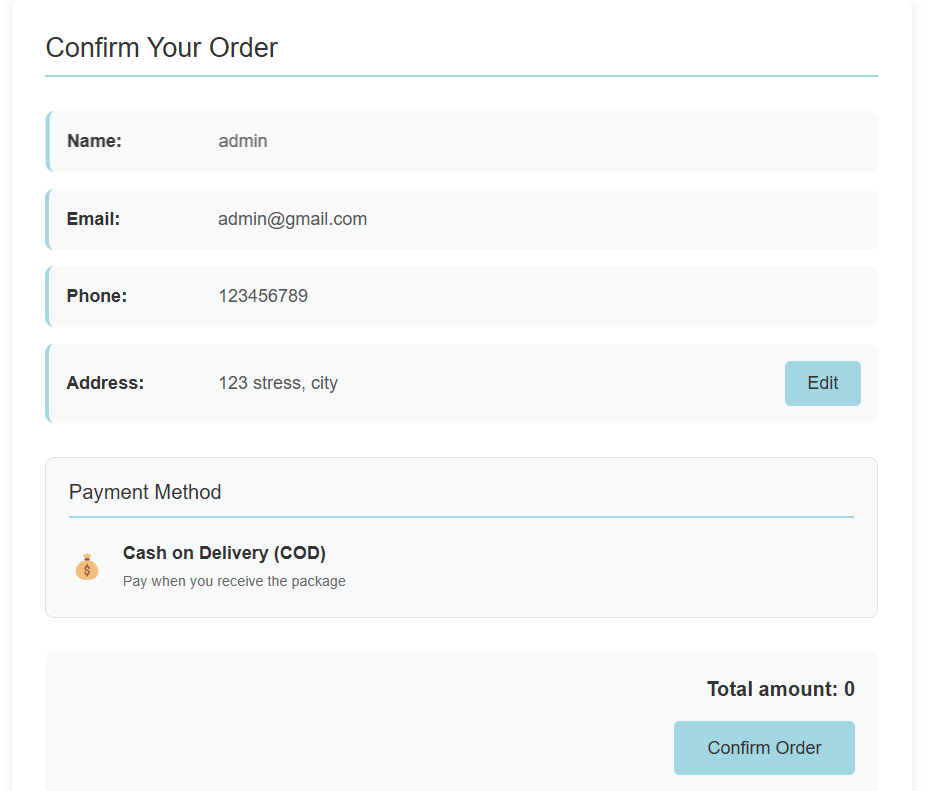 Confirm Your Order
Name: admin
Email: admin@gmail.com
Phone: 123456789
Address: 123 stress, city Edit
Payment Method
Cash on Delivery (COD)
$
Pay when you receive the package
Total amount: 0
Confirm Order